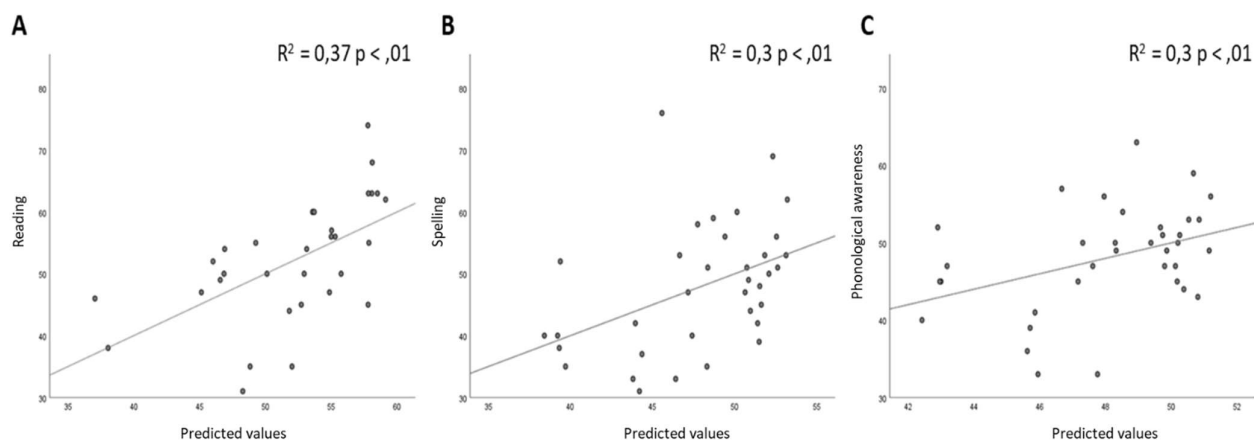 A
R² = 0,37 p < ,01
80
70
60
50
40
30
Reading
35
40
45
50
55
60
Predicted values
B
R² = 0,3 p < ,01
80
70
60
50
40
30
Spelling
35
40
45
50
55
Predicted values
C
R² = 0,3 p < ,01
70
60
50
40
30
Phonological awareness
42
44
46
48
50
52
Predicted values